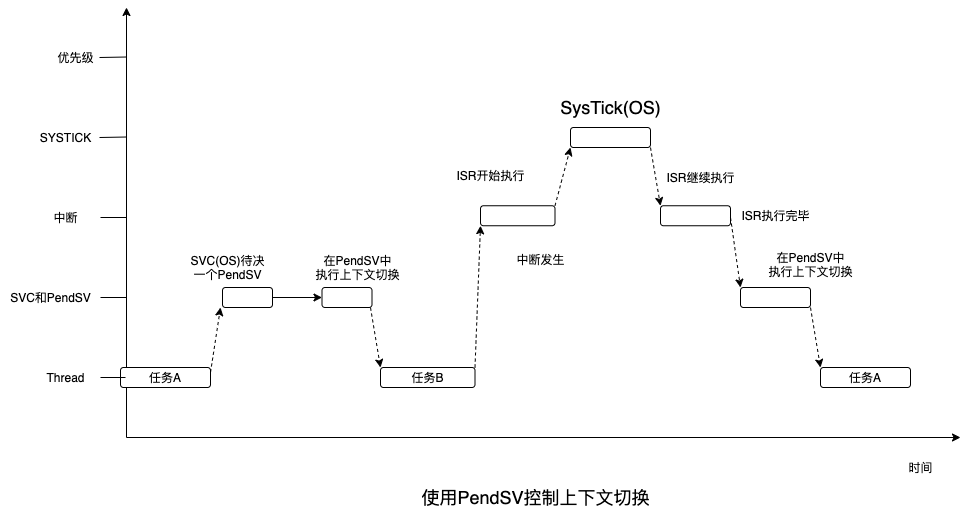 优先级
SysTick(OS)
SYSTICK
ISR开始执行
ISR继续执行
中断
ISR执行完毕
SVC(OS)待决
一个PendSV
在PendSV中
执行上下文切换
中断发生
在PendSV中
执行上下文切换
SVC和PendSV
Thread
任务A
任务B
任务A
时间
使用PendSV控制上下文切换